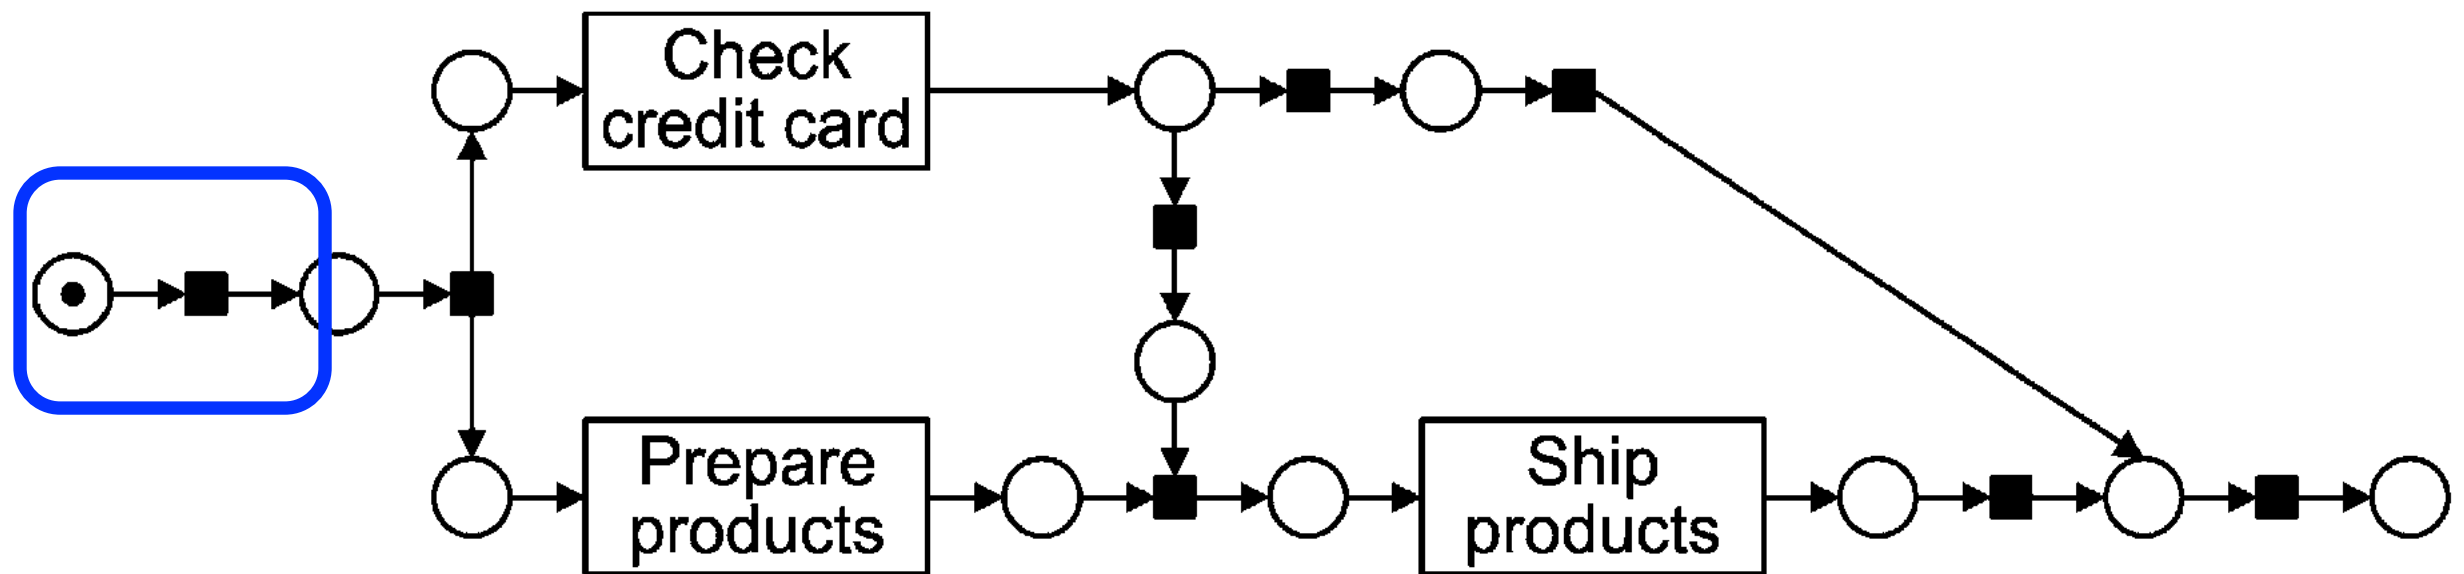 Check
credit card
Prepare
products
Ship
products